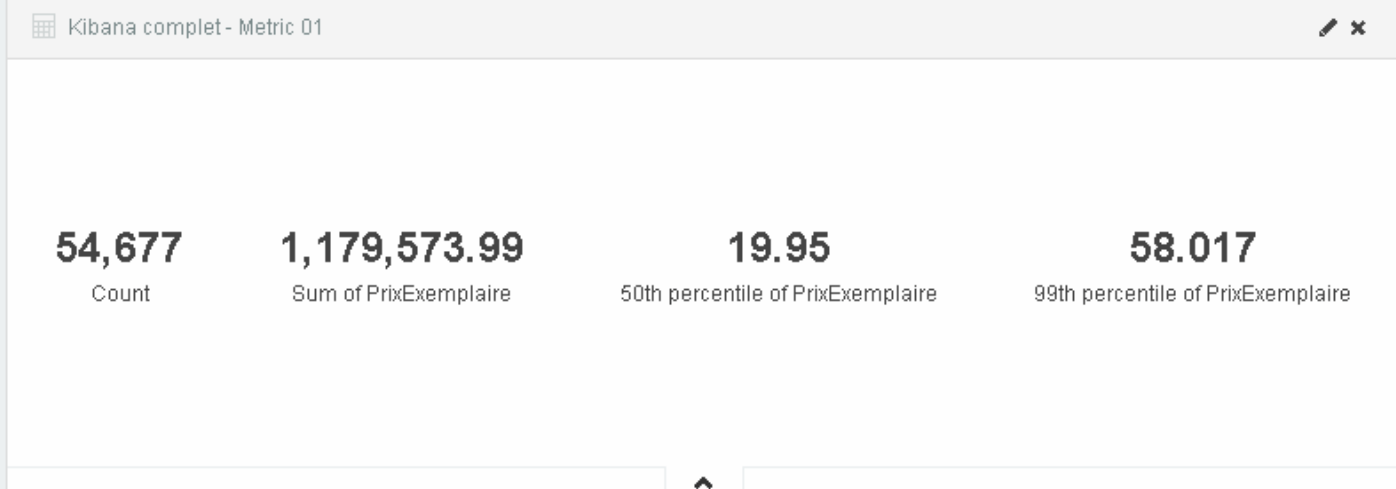 Kibana complet - Metric 01
54,677 1,179,573.99 19.95 58.017
Count Sum of PrixExemplaire 50th percentile of PrixExemplaire 99th percentile of PrixExemplaire